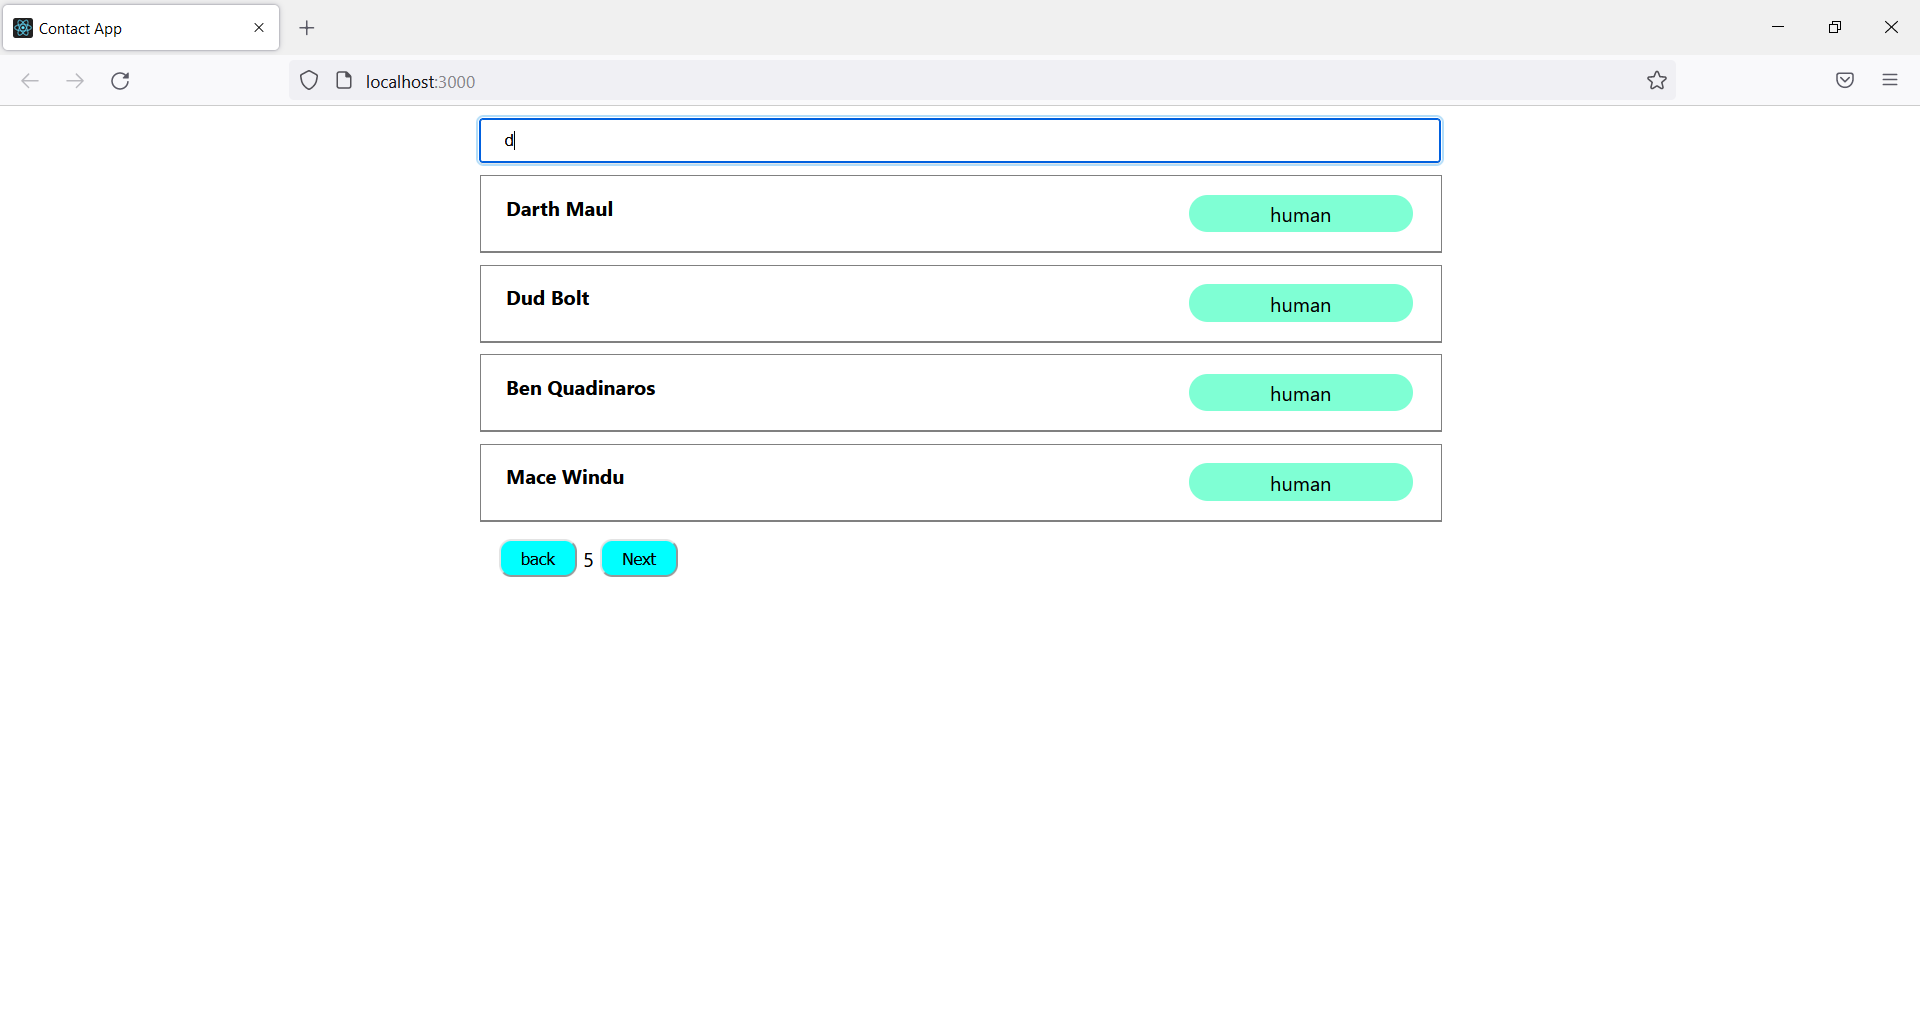 Contact App
localhost:3000
d
Darth Maul human
Dud Bolt human
Ben Quadinaros human
Mace Windu human
back 5 Next